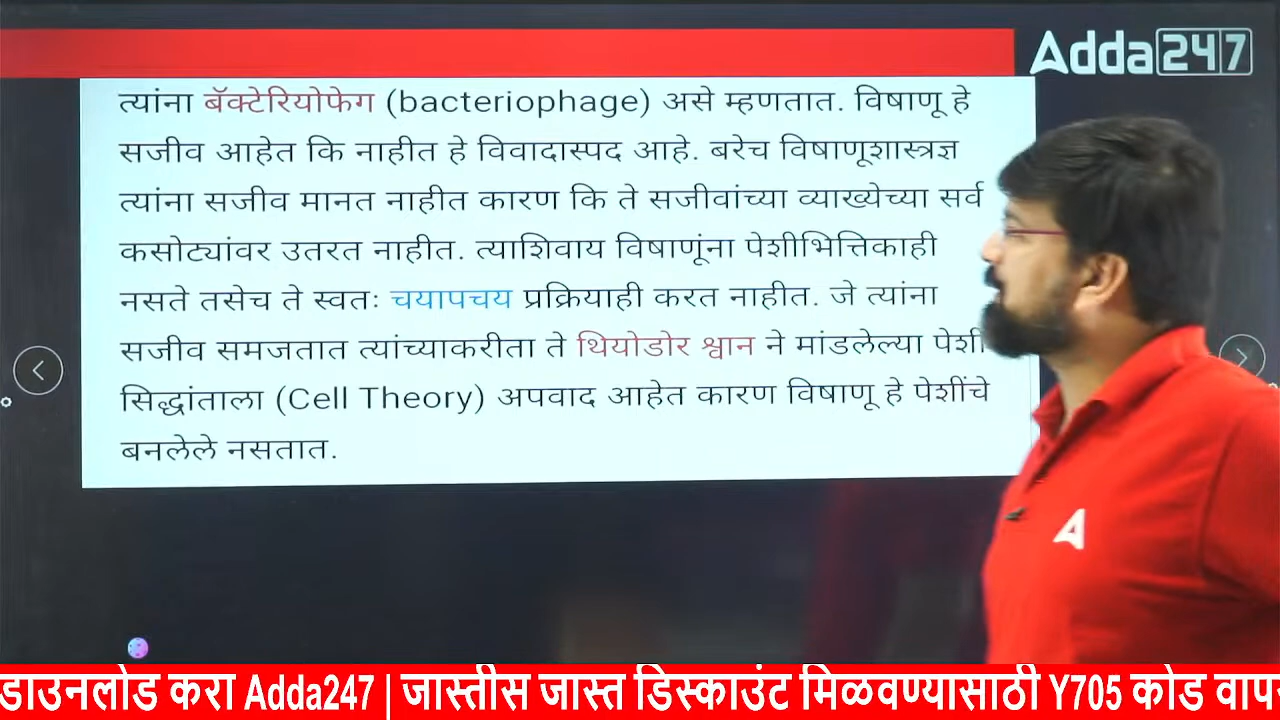 Adda247
त्यांना बॅक्टेरियोफेग (bacteriophage) असे म्हणतात. विषाणू हे
सजीव आहेत कि नाहीत हे विवादास्पद आहे. बरेच विषाणूशास्त्रज्ञ
त्यांना सजीव मानत नाहीत कारण कि ते सजीवांच्या व्याख्येच्या सर्व
कसोट्यांवर उतरत नाहीत. त्याशिवाय विषाणूंना पेशीभित्तिकाही
नसते तसेच ते स्वतः चयापचय प्रक्रियाही करत नाहीत. जे त्यांना
सजीव समजतात त्यांच्याकरीता ते थियोडोर श्वान ने मांडलेल्या पेशी
सिद्धांताला (Cell Theory) अपवाद आहेत कारण विषाणू हे पेशींचे
बनलेले नसतात.
डाउनलोड करा Adda247 | जास्तीस जास्त डिस्काउंट मिळवण्यासाठी Y705 कोड